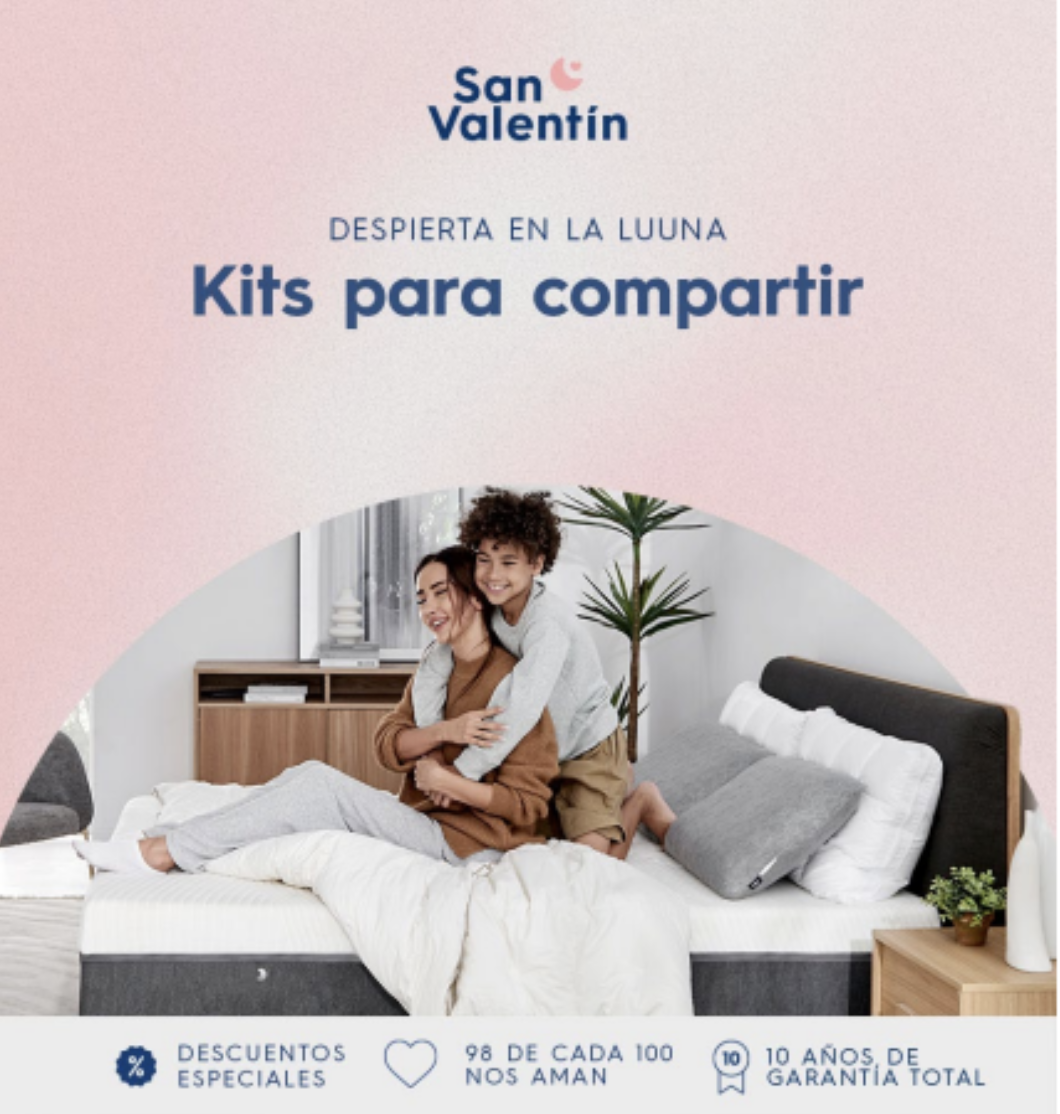 San
Valentín
DESPIERTA EN LA LUUNA
Kits para compartir
%
DESCUENTOS
ESPECIALES
98 DE CADA 100
NOS AMAN
10
10 AÑOS DE
GARANTÍA TOTAL